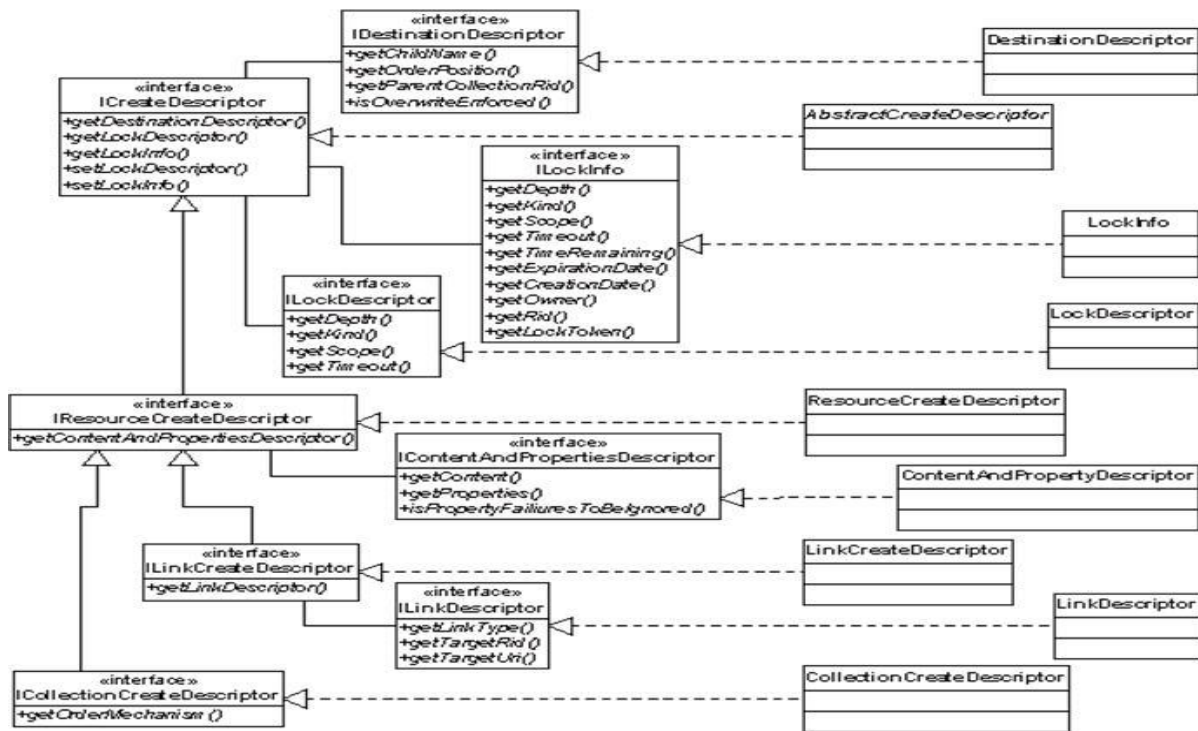 «interface»
IDestinationDescriptor
+getChildName()
+getOrderPosition()
+getParentCollectionRid()
+isOverwriteEnforced()
DestinationDescriptor
«interface»
ICreateDescriptor
+getDestinationDescriptor()
+getLockDescriptor()
+getLockInfo()
+setLockDescriptor()
+setLockInfo()
AbstractCreateDescriptor
«interface»
ILockInfo
+getDepth()
+getKind()
+getScope()
+getTimeout()
+getTimeRemaining()
+getExpirationDate()
+getCreationDate()
+getOwner()
+getRid()
+getLockToken()
LockInfo
«interface»
ILockDescriptor
+getDepth()
+getKind()
+getScope()
+getTimeout()
LockDescriptor
«interface»
IResourceCreateDescriptor
+getContentAndPropertiesDescriptor()
ResourceCreateDescriptor
«interface»
IContentAndPropertiesDescriptor
+getContent()
+getProperties()
+isPropertyFailiuresToBeIgnored()
ContentAndPropertyDescriptor
«interface»
ILinkCreateDescriptor
+getLinkDescriptor()
LinkCreateDescriptor
«interface»
ILinkDescriptor
+getLinkType()
+getTargetRid()
+getTargetUri()
LinkDescriptor
«interface»
ICollectionCreateDescriptor
+getOrderMechanism()
CollectionCreateDescriptor